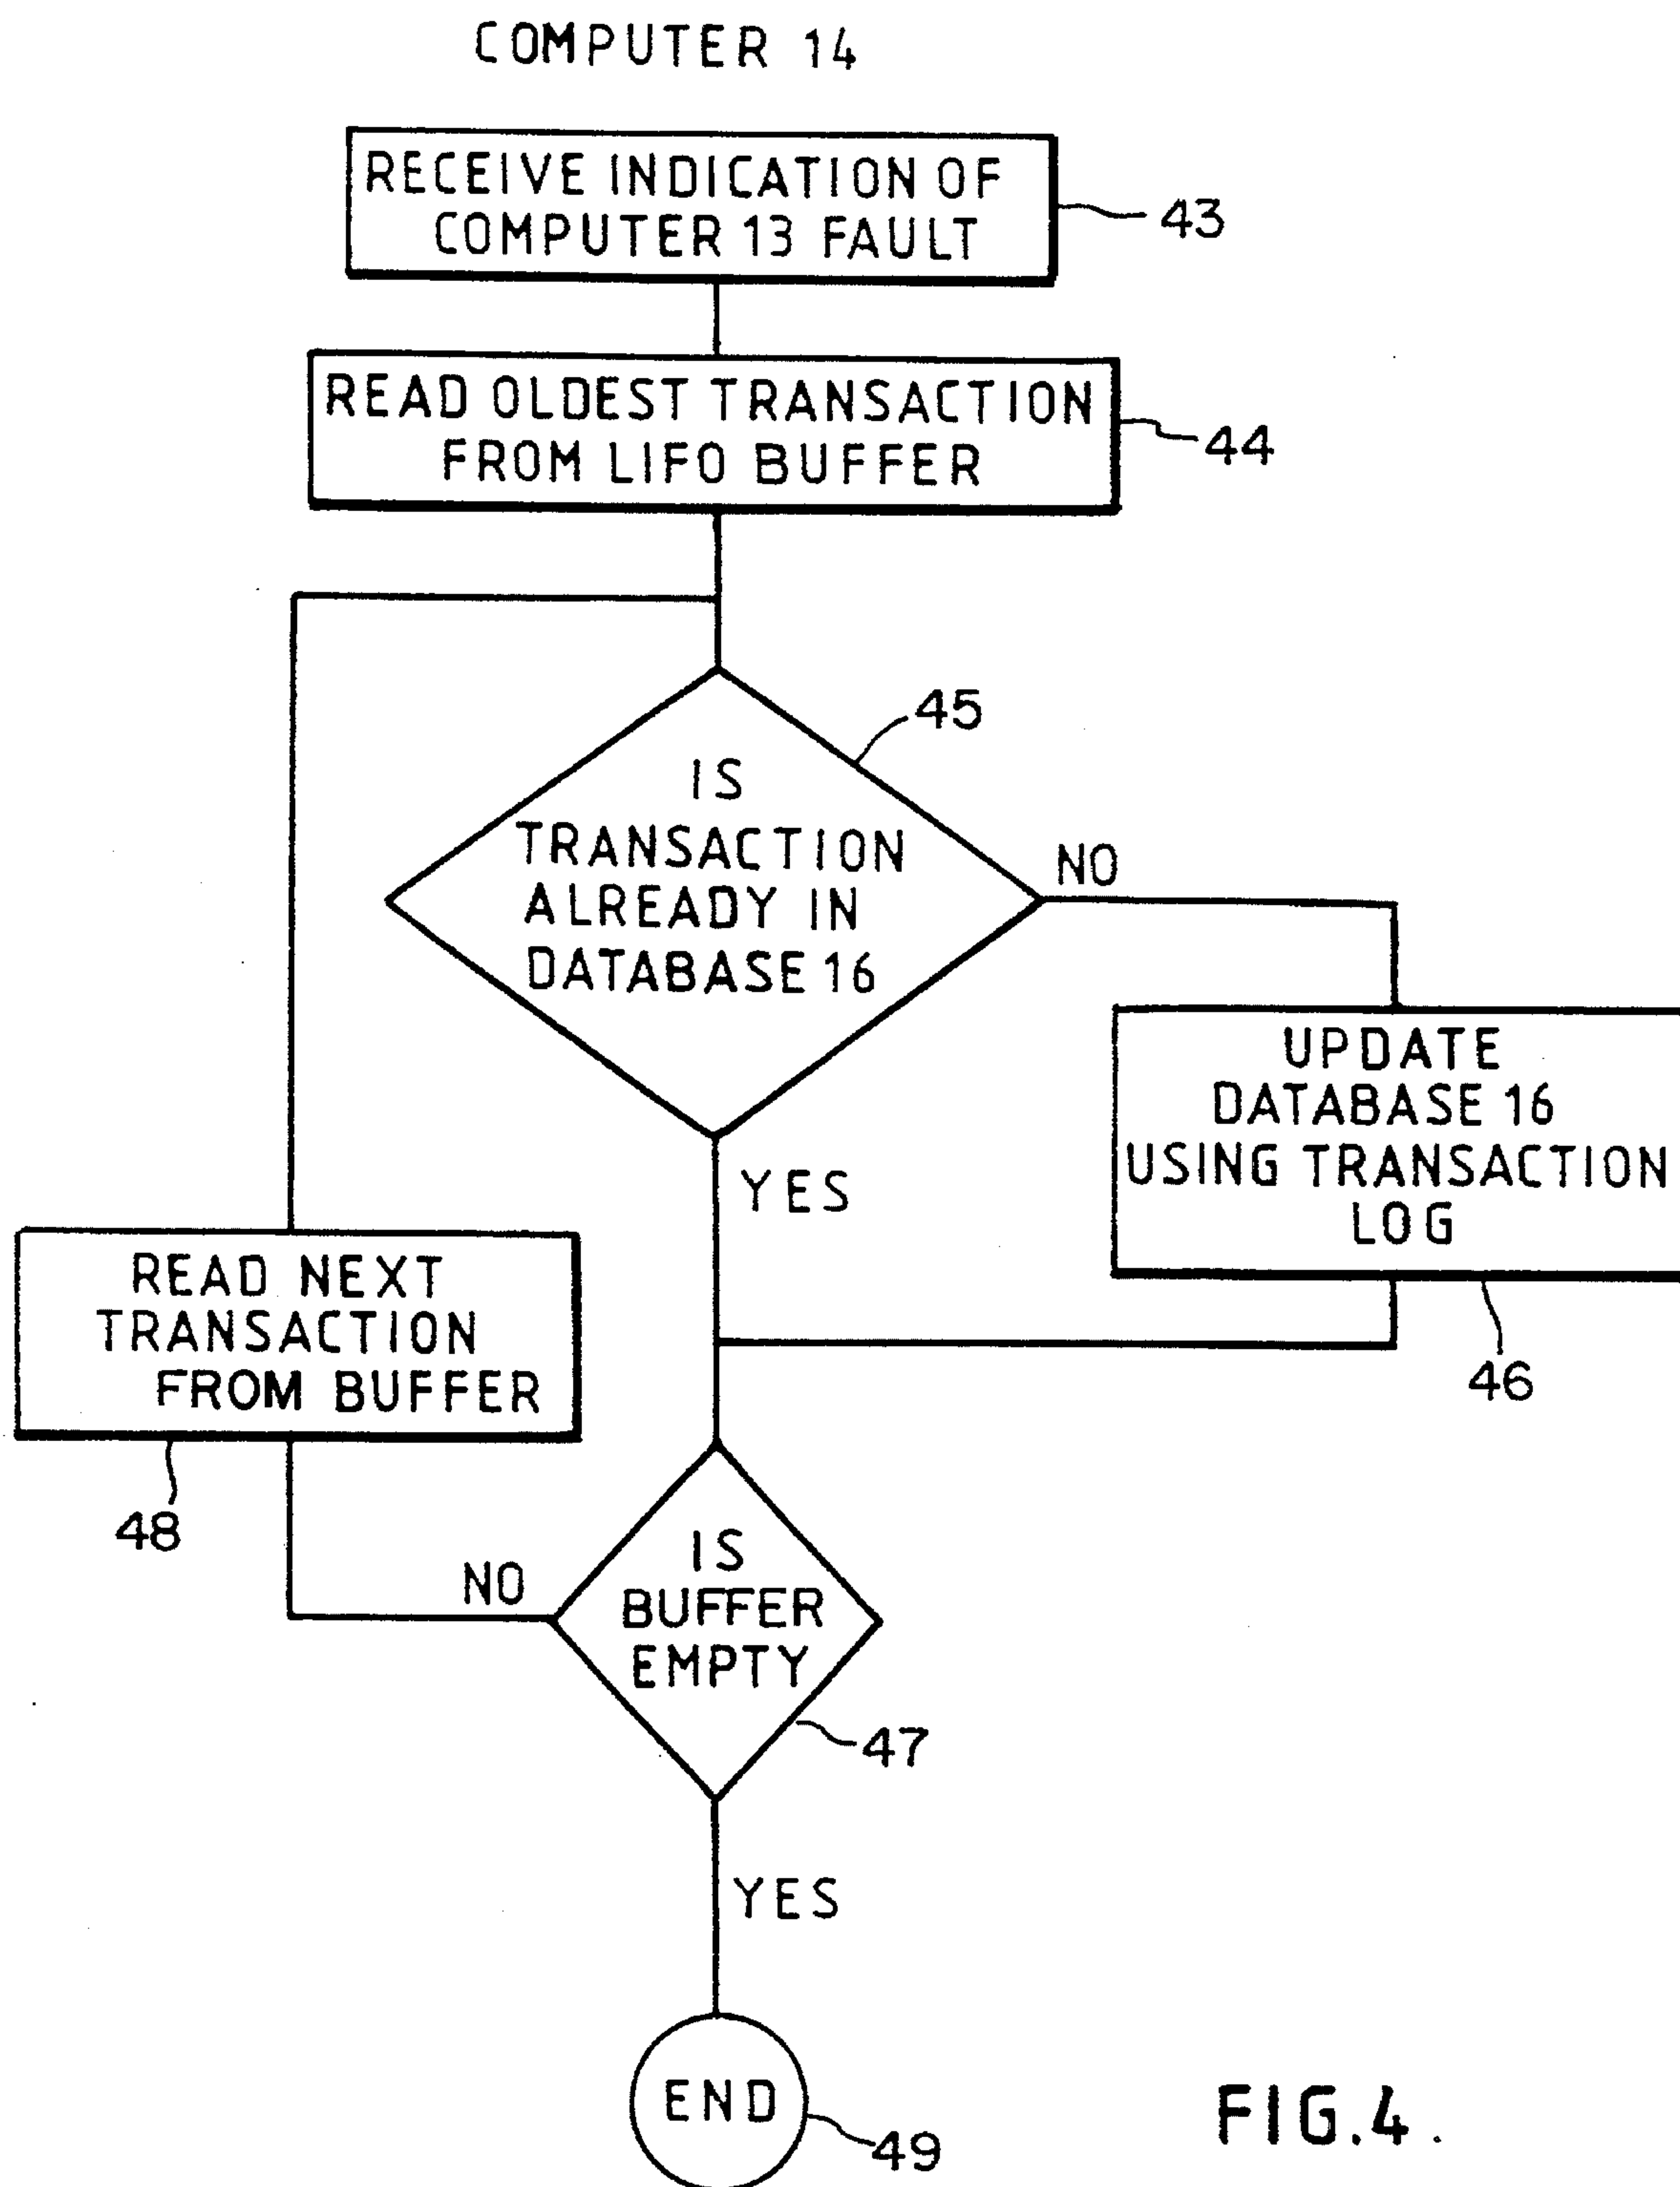 COMPUTER 14
RECEIVE INDICATION OF
COMPUTER 13 FAULT
43
READ OLDEST TRANSACTION
FROM LIFO BUFFER
44
45
IS
TRANSACTION
ALREADY IN
DATABASE 16
NO
YES
UPDATE
DATABASE 16
USING TRANSACTION
LOG
46
READ NEXT
TRANSACTION
FROM BUFFER
48
NO
IS
BUFFER
EMPTY
47
YES
END
49
FIG.4.